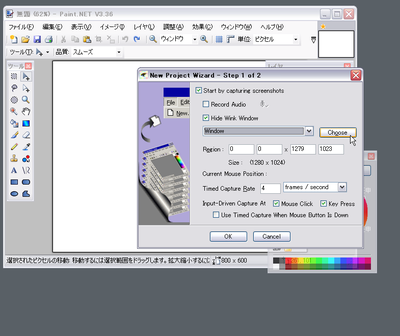 無題 (62%) - Paint.NET V3.36
ファイル(F) 編集(E) 表示(V) イメージ(I) レイヤ(L) 調整(A) 効果(C) ウィンドウ(W) ヘルプ(H)
ウィンドウ 単位: ピクセル
ツール(T) 品質: スムーズ
ツール
New Project Wizard - Step 1 of 2
Start by capturing screenshots
Record Audio
Hide Wink Window
File Edit
New
Window
Choose
Region : 0 0 x 1279 1023
Size : (1280 x 1024)
Current Mouse Position :
Timed Capture Rate 4 frames / second
Input-Driven Capture At Mouse Click Key Press
Use Timed Capture When Mouse Button Is Down
OK Cancel
選択されたピクセルの移動: 移動するには選択範囲をドラッグします。拡大縮小するに 800 x 600